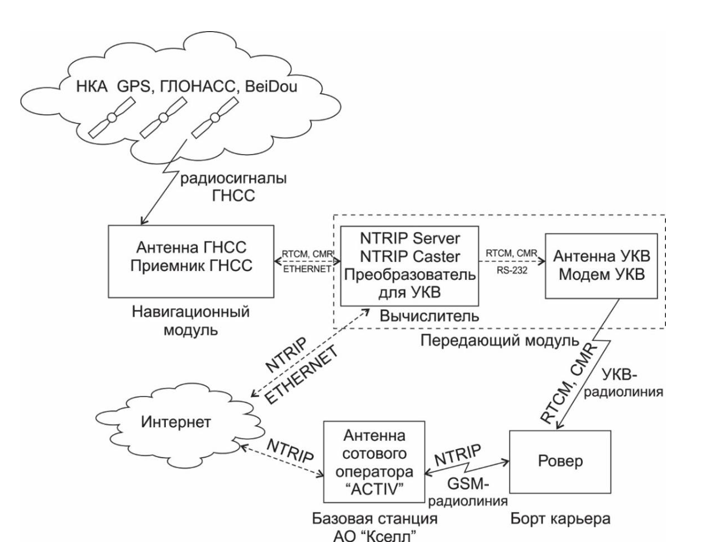 НКА GPS, ГЛОНАСС, BeiDou
радиосигналы
ГНСС
Антенна ГНСС
Приемник ГНСС
Навигационный
модуль
RTCM, CMR
ETHERNET
NTRIP Server
NTRIP Caster
Преобразователь
для УКВ
Вычислитель
RTCM, CMR
RS-232
Антенна УКВ
Модем УКВ
Передающий модуль
NTRIP
ETHERNET
RTCM, CMR
УКВ-
радиолиния
Интернет
NTRIP
Антенна
сотового
оператора
“ACTIV”
Базовая станция
АО “Кселл”
NTRIP
GSM-
радиолиния
Ровер
Борт карьера